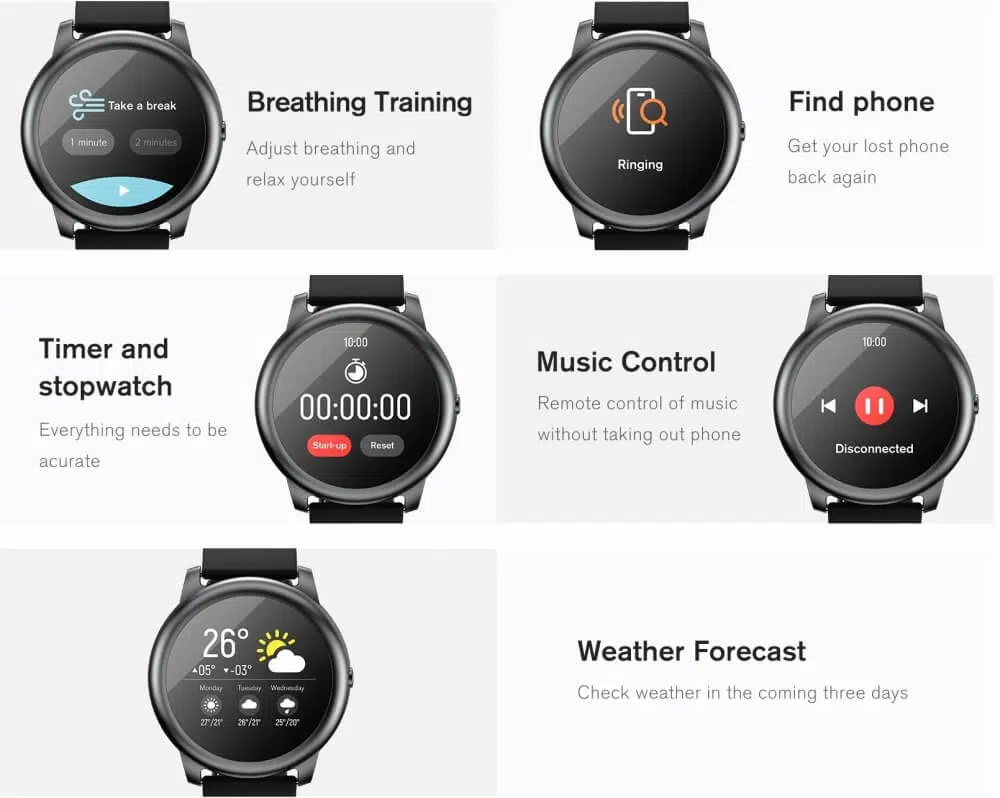 Take a break
1 minute
2 minutes
Breathing Training
Adjust breathing and
relax yourself
Ringing
Find phone
Get your lost phone
back again
Timer and
stopwatch
Everything needs to be
acurate
10:00
00:00:00
Start-up
Reset
Music Control
Remote control of music
without taking out phone
10:00
Disconnected
26°
▲05° ▼-03°
Monday Tuesday Wednesday
27°/21° 26°/21° 25°/20°
Weather Forecast
Check weather in the coming three days